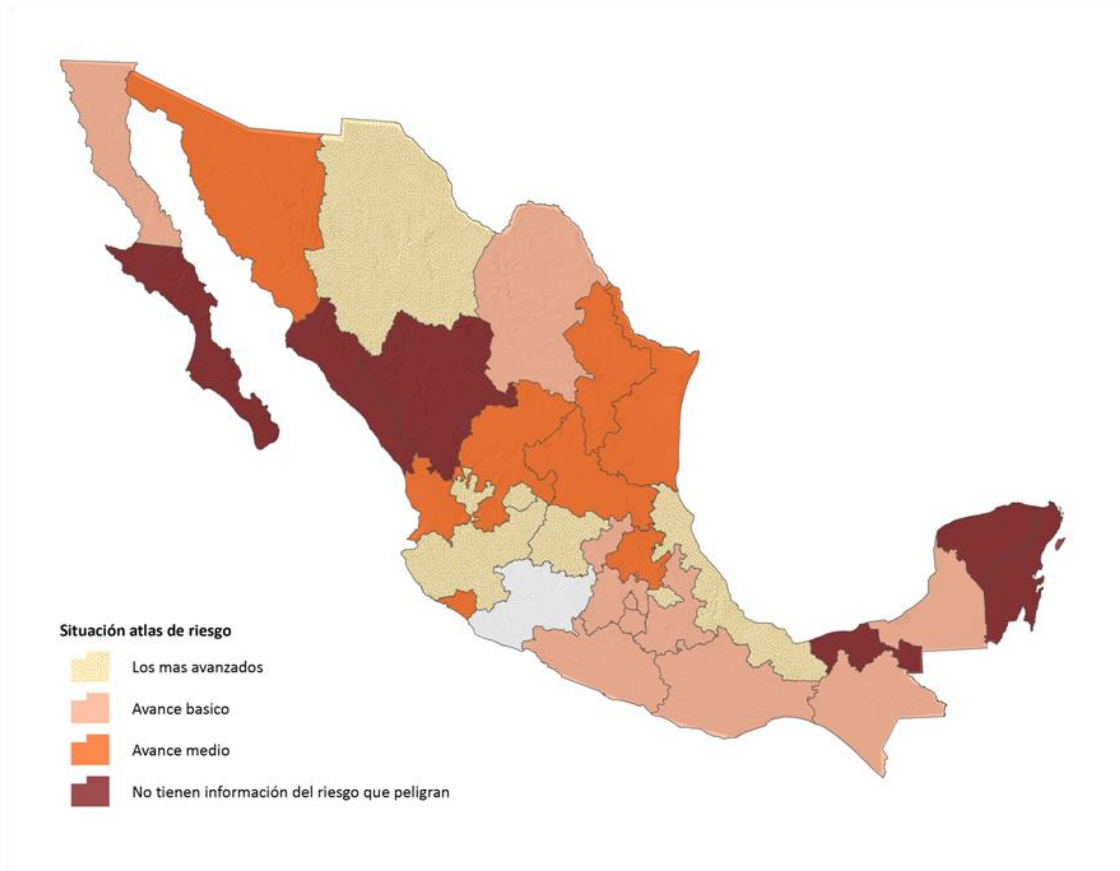 Situación atlas de riesgo
Los mas avanzados
Avance basico
Avance medio
No tienen información del riesgo que peligran